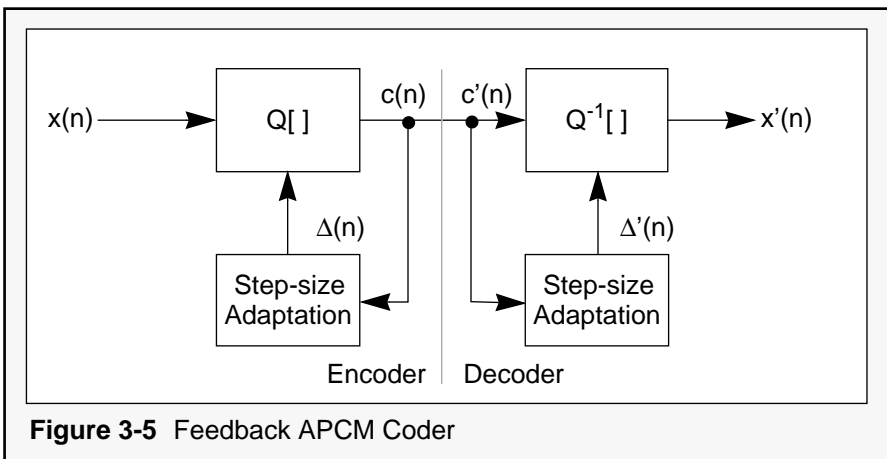 x(n) Q[ ] c(n) c’(n) Q-1[ ] x’(n)
Δ(n) Δ’(n)
Step-size
Adaptation
Step-size
Adaptation
Encoder Decoder
Figure 3-5 Feedback APCM Coder